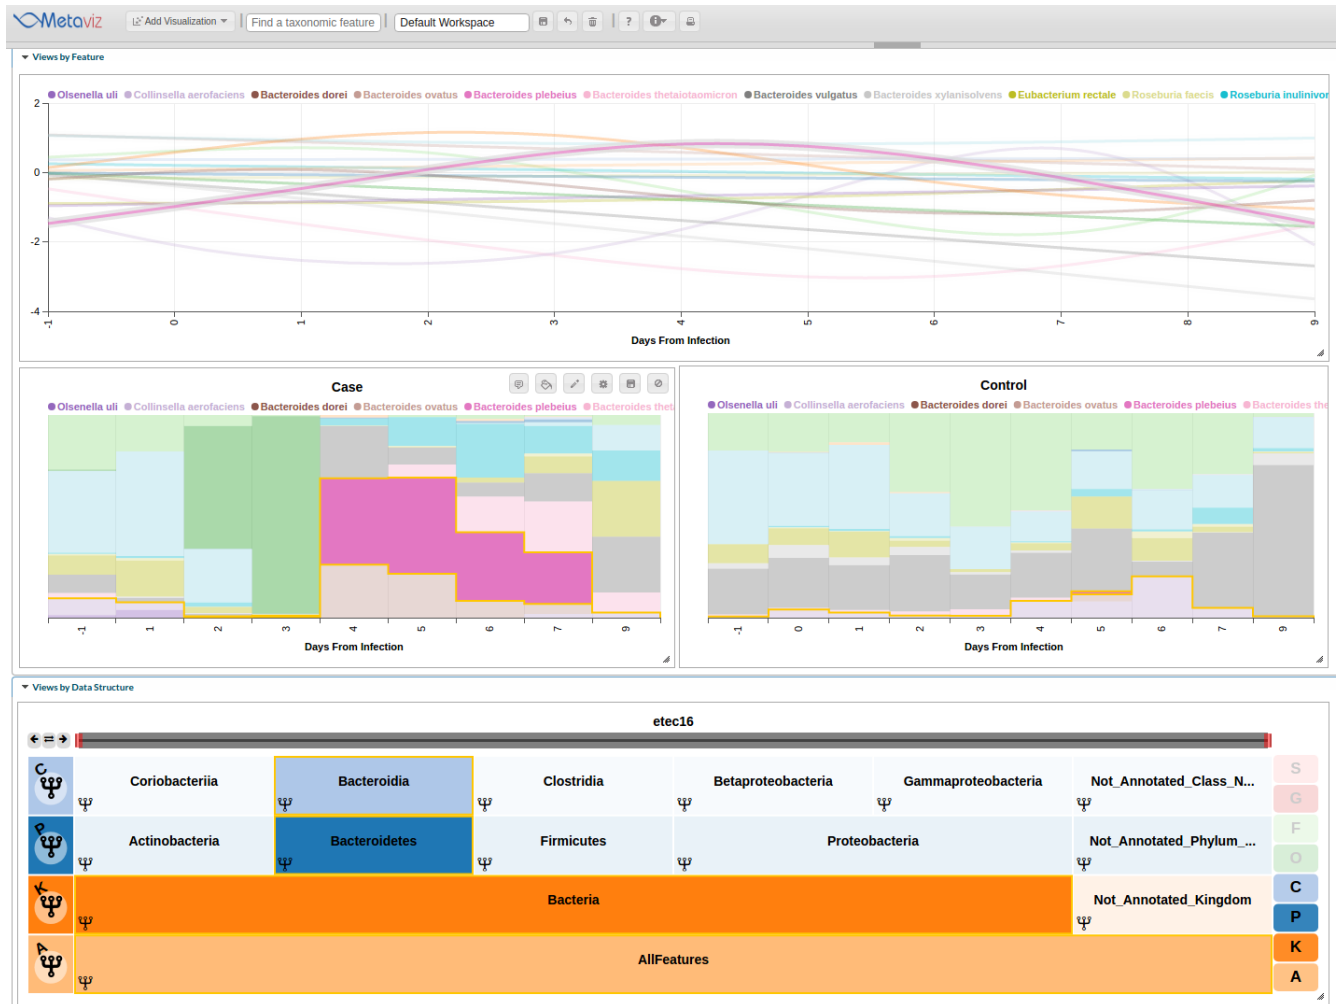 Metaviz Add Visualization Find a taxonomic feature Default Workspace ?
Views by Feature
Olsenella uli Collinsella aerofaciens Bacteroides dorei Bacteroides ovatus Bacteroides plebeius Bacteroides thetaiotaomicron Bacteroides vulgatus Bacteroides xylanisolvens Eubacterium rectale Roseburia faecis Roseburia inulinivor
2
0
-2
-4
-1 0 1 2 3 4 5 6 7 8 9
Days From Infection
Case
Olsenella uli Collinsella aerofaciens Bacteroides dorei Bacteroides ovatus Bacteroides plebeius Bacteroides thet
-1 1 2 3 4 5 6 7 9
Days From Infection
Control
Olsenella uli Collinsella aerofaciens Bacteroides dorei Bacteroides ovatus Bacteroides plebeius Bacteroides the
-1 0 1 2 3 4 5 6 7 9
Days From Infection
Views by Data Structure
etec16
C Coriobacteriia Bacteroidia Clostridia Betaproteobacteria Gammaproteobacteria Not_Annotated_Class_N... S
G
P Actinobacteria Bacteroidetes Firmicutes Proteobacteria Not_Annotated_Phylum_... F
O
K Bacteria Not_Annotated_Kingdom C
P
A AllFeatures K
A